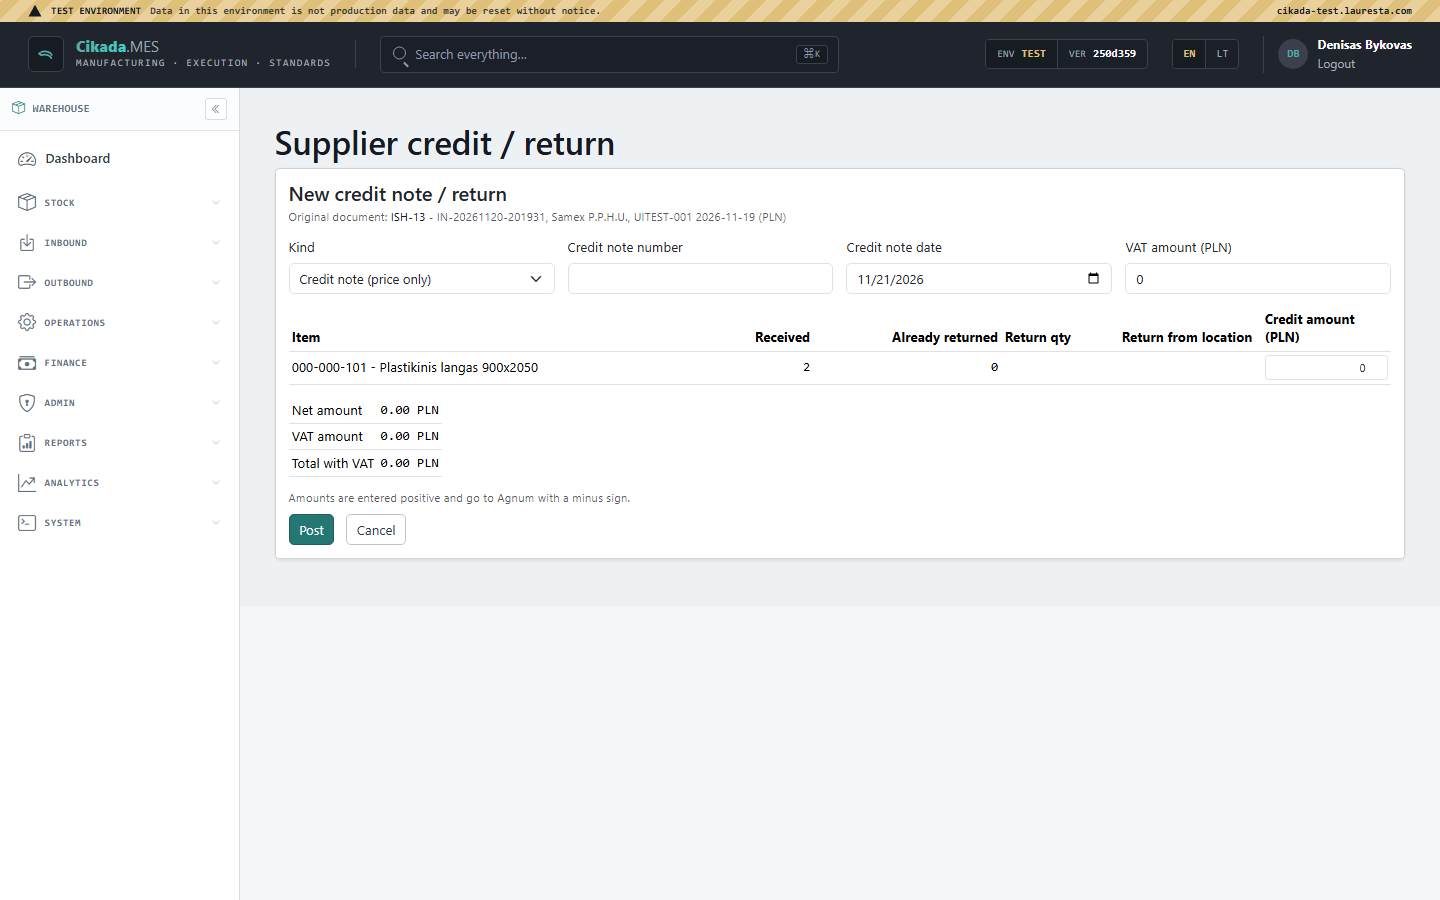 TEST ENVIRONMENT Data in this environment is not production data and may be reset without notice.
cikada-test.lauresta.com
Cikada.MES
MANUFACTURING · EXECUTION · STANDARDS
Search everything...
⌘K
ENV TEST
VER 250d359
EN
LT
DB
Denisas Bykovas
Logout
WAREHOUSE
Dashboard
STOCK
INBOUND
OUTBOUND
OPERATIONS
FINANCE
ADMIN
REPORTS
ANALYTICS
SYSTEM
Supplier credit / return
New credit note / return
Original document: ISH-13 - IN-20261120-201931, Samex P.P.H.U., UITEST-001 2026-11-19 (PLN)
Kind
Credit note number
Credit note date
VAT amount (PLN)
Credit note (price only)
11/21/2026
0
Item
Received
Already returned
Return qty
Return from location
Credit amount
(PLN)
000-000-101 - Plastikinis langas 900x2050
2
0
0
Net amount 0.00 PLN
VAT amount 0.00 PLN
Total with VAT 0.00 PLN
Amounts are entered positive and go to Agnum with a minus sign.
Post
Cancel